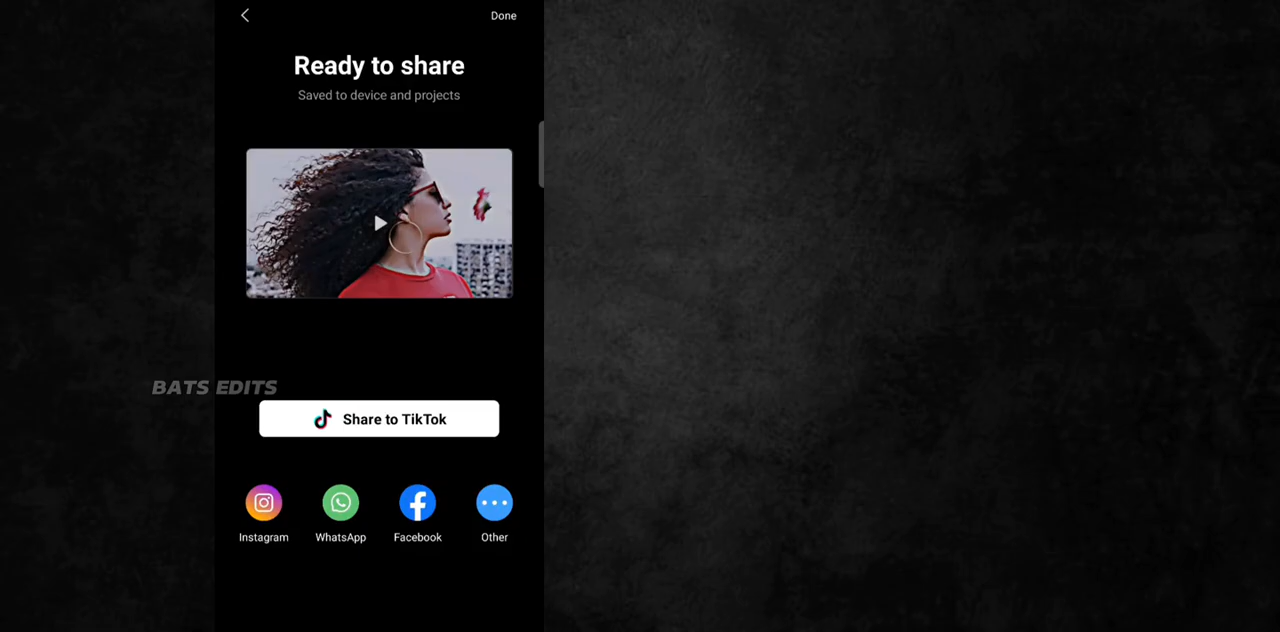 Done
Ready to share
Saved to device and projects
BATS EDITS
Share to TikTok
Instagram WhatsApp Facebook Other